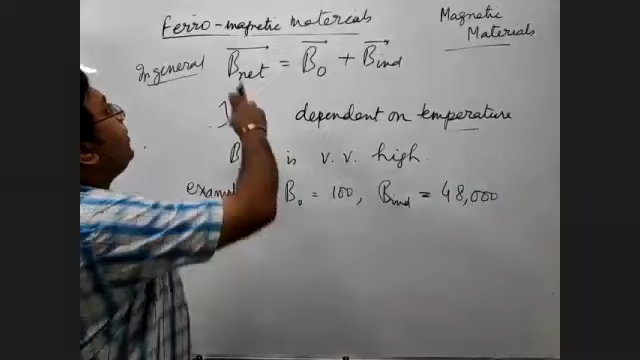 Ferro-magnetic Materials
Magnetic
Materials
In general B⃗net = B⃗0 + B⃗ind
dependent on temperature
B is v.v. high.
B0 = 100, Bind = 48,000